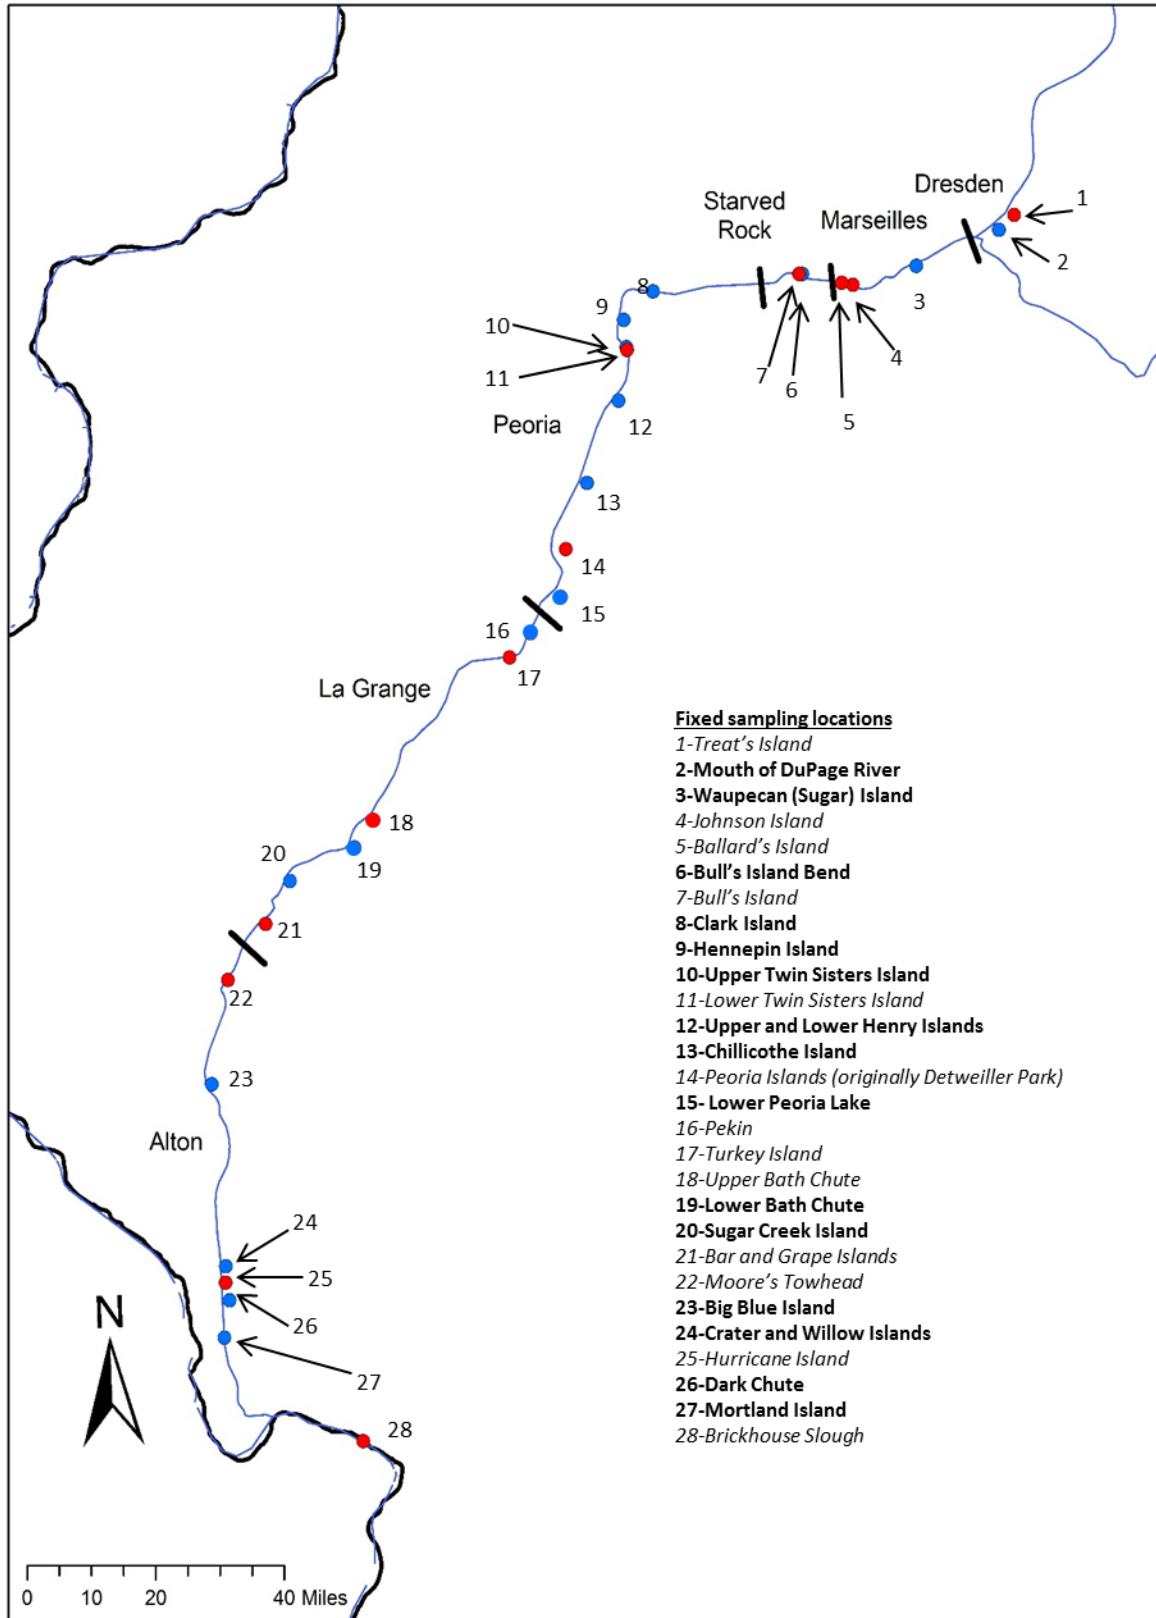 Dresden
1
Starved
Rock
Marseilles
2
3
8
9
10
4
7
6
11
5
Peoria
12
13
14
15
16
17
La Grange
Fixed sampling locations
1-Treat's Island
2-Mouth of DuPage River
3-Waupecan (Sugar) Island
4-Johnson Island
5-Ballard's Island
6-Bull's Island Bend
7-Bull's Island
8-Clark Island
9-Hennepin Island
10-Upper Twin Sisters Island
11-Lower Twin Sisters Island
12-Upper and Lower Henry Islands
13-Chillicothe Island
14-Peoria Islands (originally Detweiller Park)
15- Lower Peoria Lake
16-Pekin
17-Turkey Island
18-Upper Bath Chute
19-Lower Bath Chute
20-Sugar Creek Island
21-Bar and Grape Islands
22-Moore's Towhead
23-Big Blue Island
24-Crater and Willow Islands
25-Hurricane Island
26-Dark Chute
27-Mortland Island
28-Brickhouse Slough
18
20
19
21
22
23
Alton
24
25
N
26
27
28
0 10 20 40 Miles